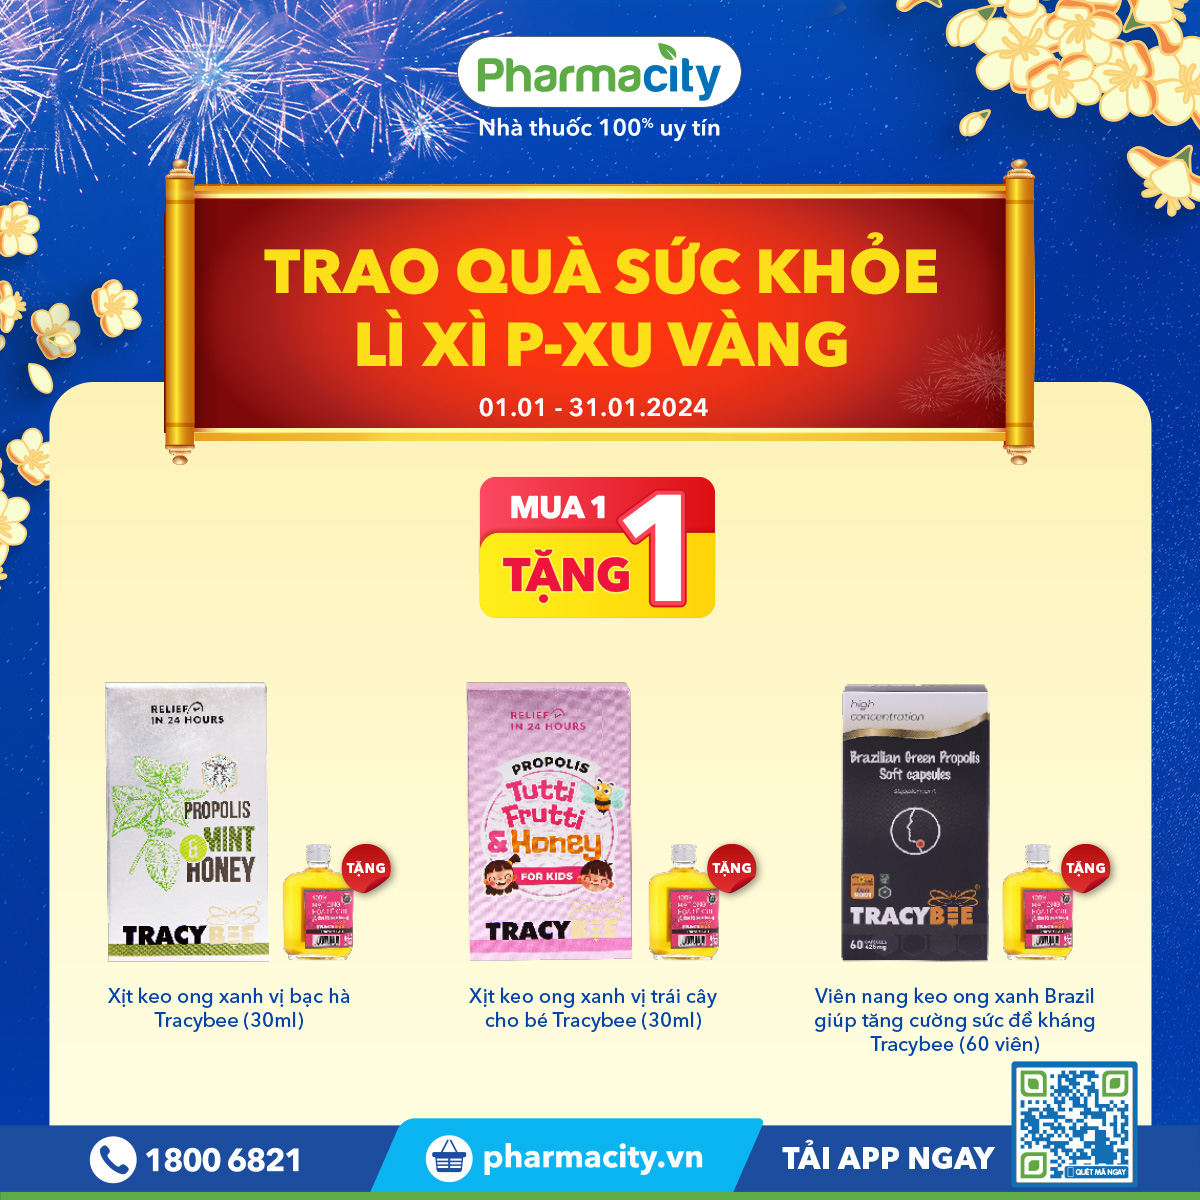 Pharmacity
Nhà thuốc 100% uy tín
TRAO QUÀ SỨC KHỎE
LÌ XÌ P-XU VÀNG
01.01 - 31.01.2024
MUA 1
TẶNG 1
RELIEF
IN 24 HOURS
PROPOLIS
& MINT
HONEY
TRACYBEE
TẶNG
RELIEF
IN 24 HOURS
PROPOLIS
Tutti
Frutti
& Honey
FOR KIDS
TRACYBEE
TẶNG
high
concentration
Brazilian Green Propolis
Soft capsules
supplement
TRACYBEE
60 CAPSULES
425mg
TẶNG
Xịt keo ong xanh vị bạc hà
Tracybee (30ml)
Xịt keo ong xanh vị trái cây
cho bé Tracybee (30ml)
Viên nang keo ong xanh Brazil
giúp tăng cường sức đề kháng
Tracybee (60 viên)
1800 6821
pharmacity.vn
TẢI APP NGAY
QUÉT MÃ NGAY